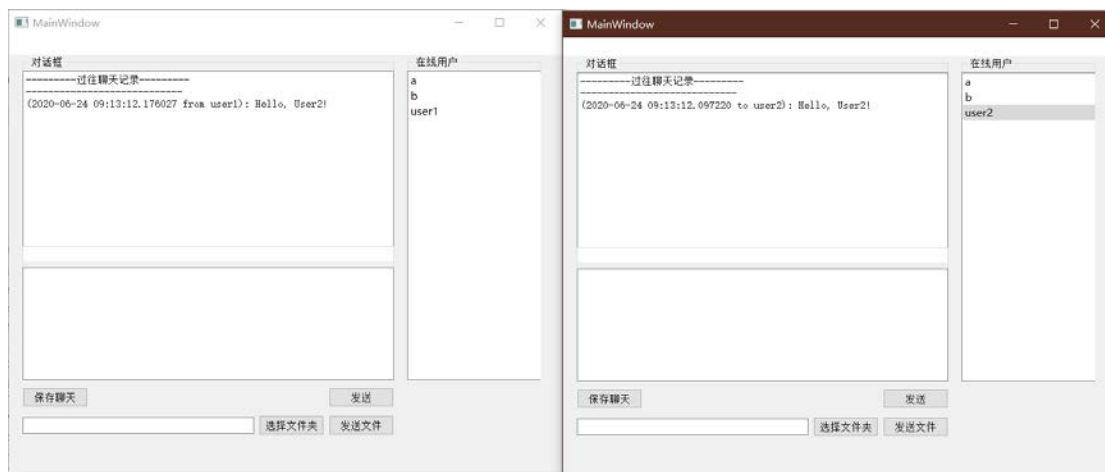 MainWindow
对话框
---------过往聊天记录---------
----------------------------
(2020-06-24 09:13:12.176027 from user1): Hello, User2!
在线用户
a
b
user1
保存聊天
发送
选择文件夹
发送文件
MainWindow
对话框
---------过往聊天记录---------
----------------------------
(2020-06-24 09:13:12.097220 to user2): Hello, User2!
在线用户
a
b
user2
保存聊天
发送
选择文件夹
发送文件